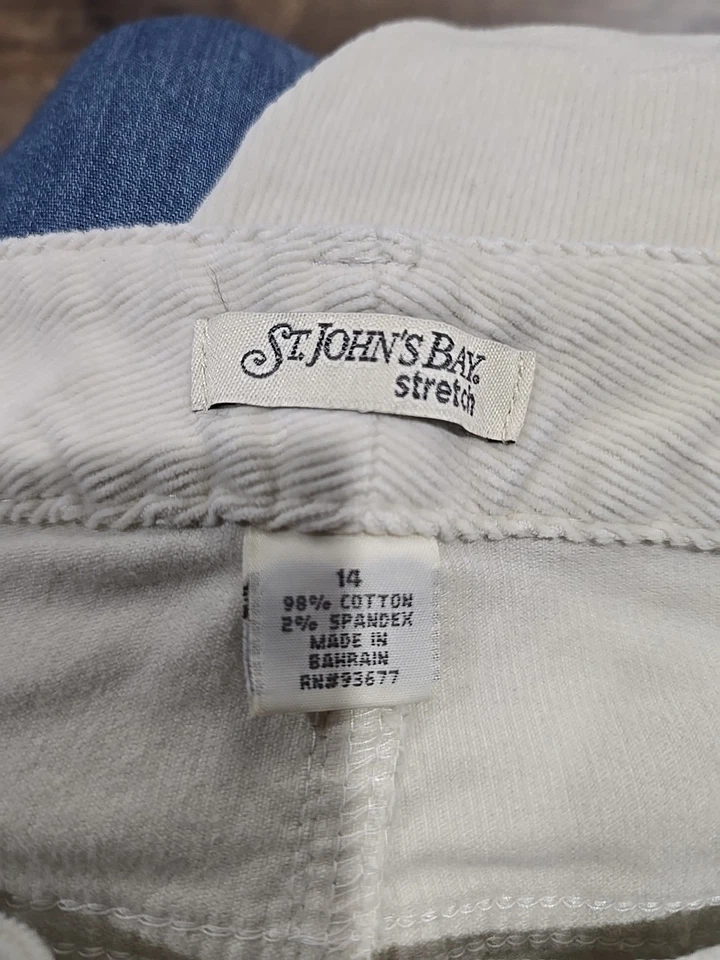 ST. JOHN'S BAY®
stretch
14
98% COTTON
2% SPANDEX
MADE IN
BAHRAIN
RN#93677